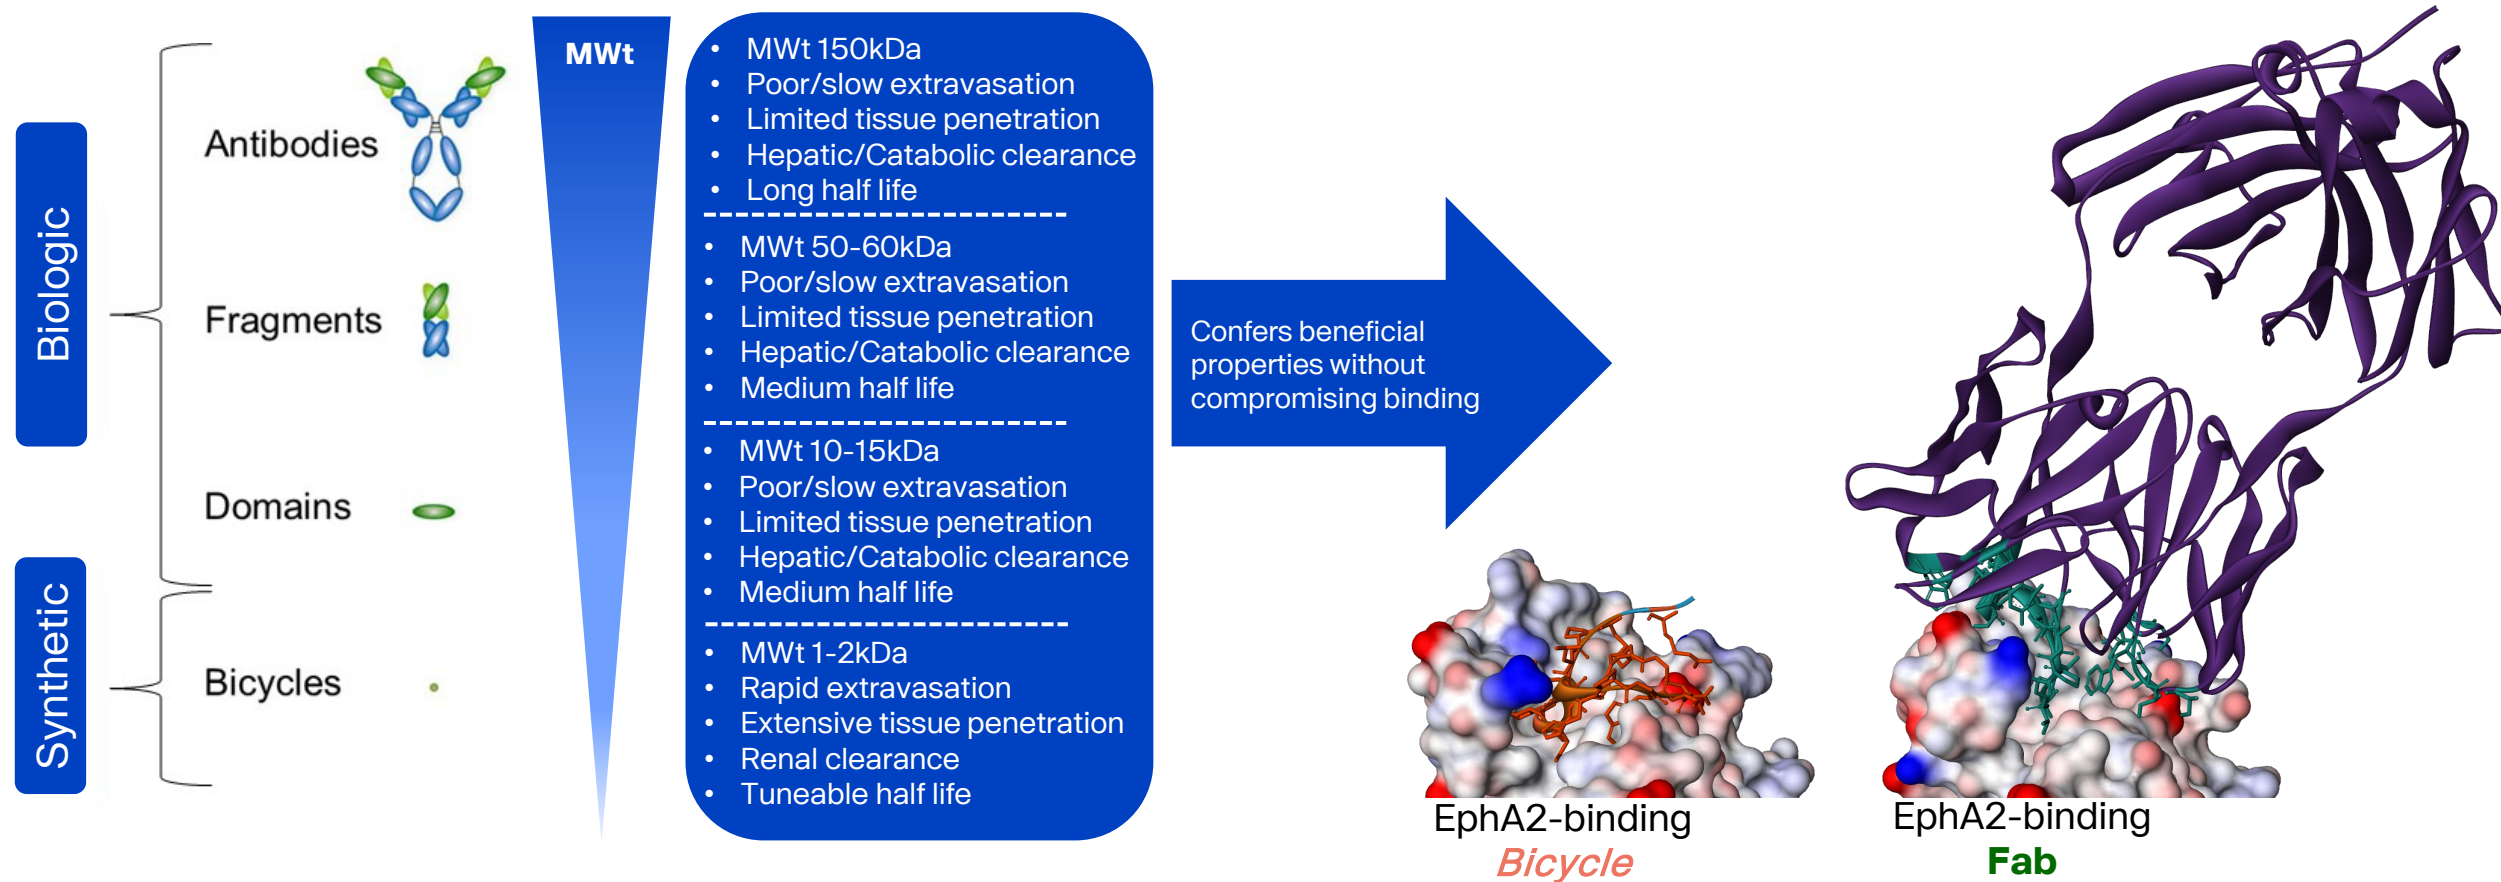 Biologic
Synthetic
Antibodies
Fragments
Domains
Bicycles
MWt
• MWt 150kDa
• Poor/slow extravasation
• Limited tissue penetration
• Hepatic/Catabolic clearance
• Long half life
• MWt 50-60kDa
• Poor/slow extravasation
• Limited tissue penetration
• Hepatic/Catabolic clearance
• Medium half life
• MWt 10-15kDa
• Poor/slow extravasation
• Limited tissue penetration
• Hepatic/Catabolic clearance
• Medium half life
• MWt 1-2kDa
• Rapid extravasation
• Extensive tissue penetration
• Renal clearance
• Tuneable half life
Confers beneficial
properties without
compromising binding
EphA2-binding
Bicycle
EphA2-binding
Fab